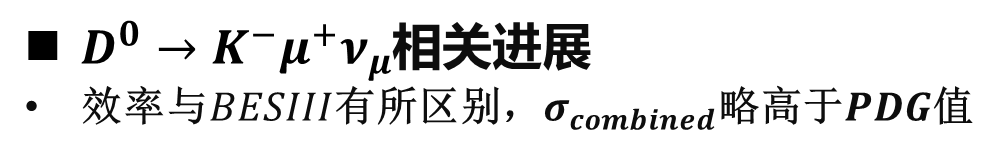 ■ D⁰ → K⁻μ⁺ν_μ相关进展
• 效率与BESIII有所区别，σ_combined略高于PDG值